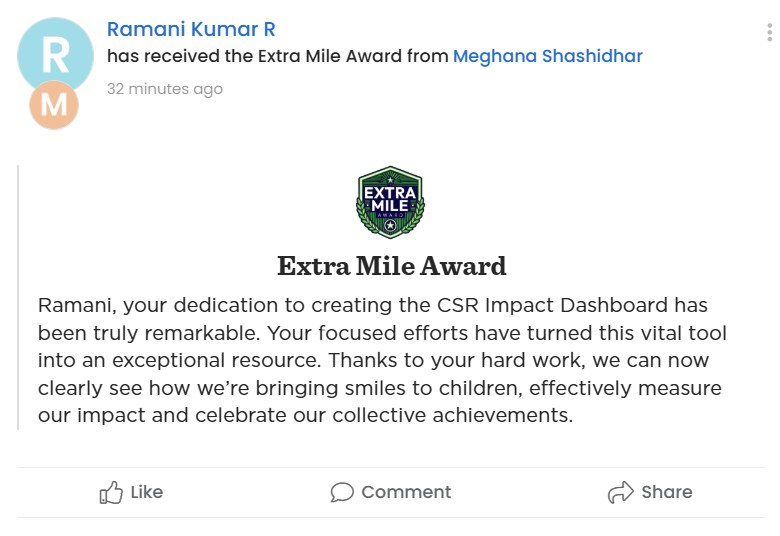 R
M
Ramani Kumar R
has received the Extra Mile Award from Meghana Shashidhar
32 minutes ago
EXTRA
MILE
AWARD
Extra Mile Award
Ramani, your dedication to creating the CSR Impact Dashboard has
been truly remarkable. Your focused efforts have turned this vital tool
into an exceptional resource. Thanks to your hard work, we can now
clearly see how we’re bringing smiles to children, effectively measure
our impact and celebrate our collective achievements.
Like
Comment
Share